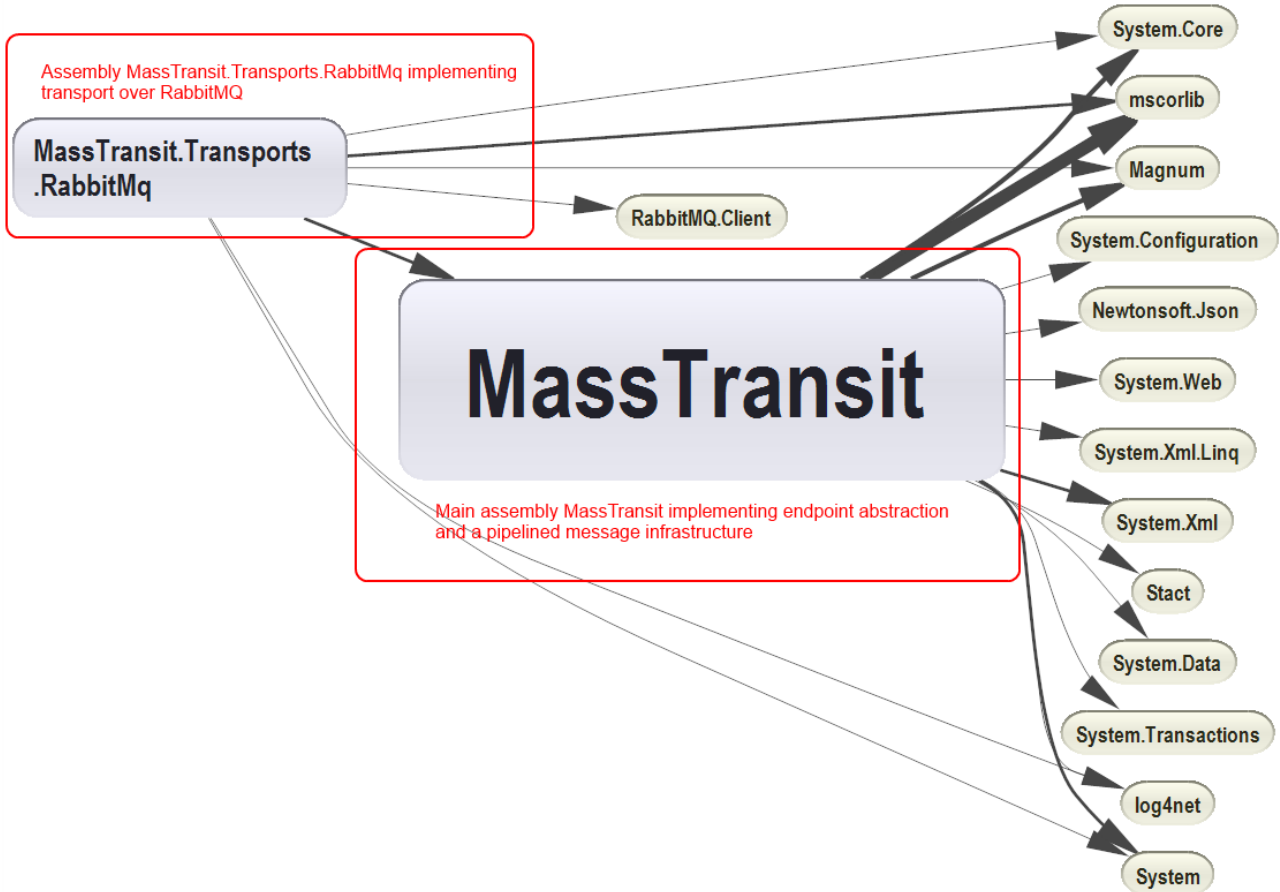 System.Core
Assembly MassTransit.Transports.RabbitMq implementing
transport over RabbitMQ
mscorlib
MassTransit.Transports
.RabbitMq
Magnum
RabbitMQ.Client
System.Configuration
Newtonsoft.Json
MassTransit
System.Web
System.Xml.Linq
Main assembly MassTransit implementing endpoint abstraction
and a pipelined message infrastructure
System.Xml
Stact
System.Data
System.Transactions
log4net
System